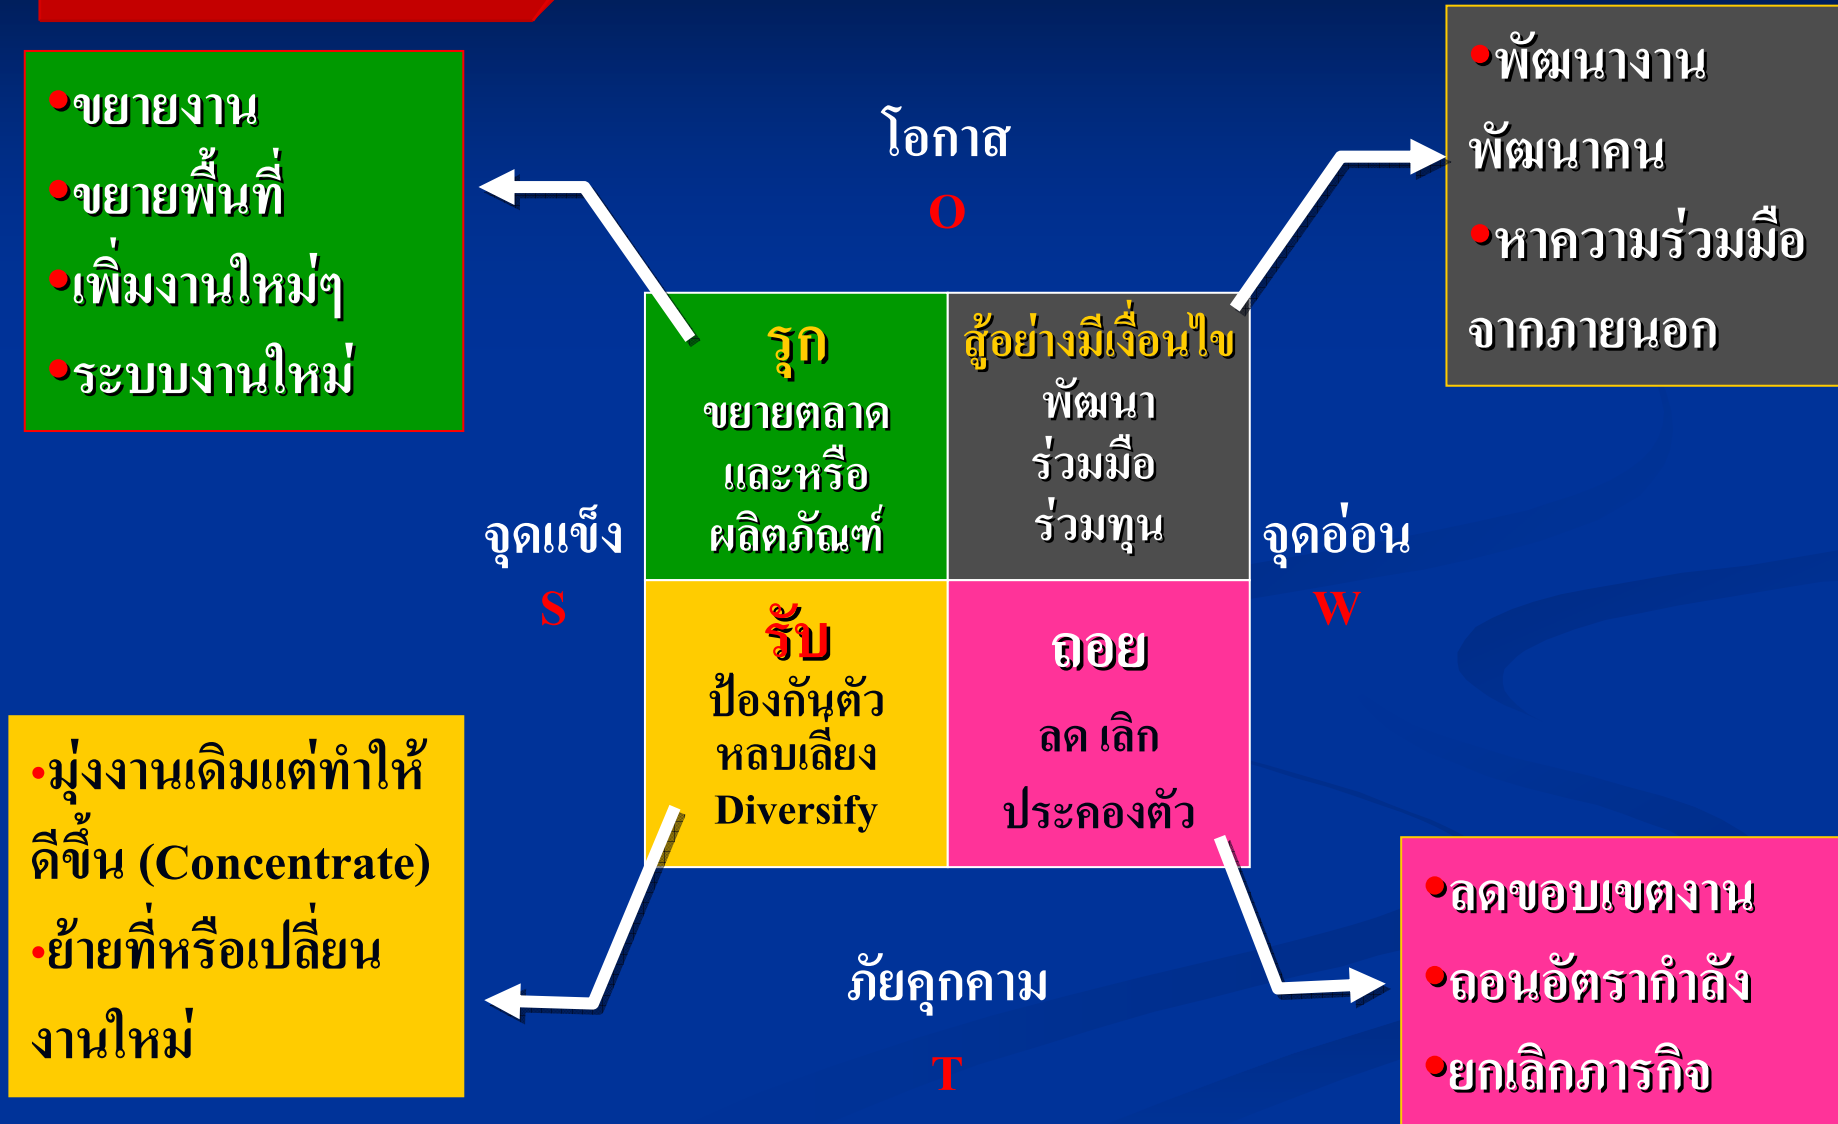 •ขยายงาน
•ขยายพื้นที่
•เพิ่มงานใหม่ๆ
•ระบบงานใหม่
โอกาส
O
•พัฒนางาน
พัฒนาคน
•หาความร่วมมือ
จากภายนอก
จุดแข็ง
S
รุก
ขยายตลาด
และหรือ
ผลิตภัณฑ์
สู้อย่างมีเงื่อนไข
พัฒนา
ร่วมมือ
ร่วมทุน
จุดอ่อน
W
รับ
ป้องกันตัว
หลบเลี่ยง
Diversify
ถอย
ลด เลิก
ประคองตัว
•มุ่งงานเดิมแต่ทำให้
ดีขึ้น (Concentrate)
•ย้ายที่หรือเปลี่ยน
งานใหม่
ภัยคุกคาม
T
•ลดขอบเขตงาน
•ถอนอัตรากำลัง
•ยกเลิกภารกิจ